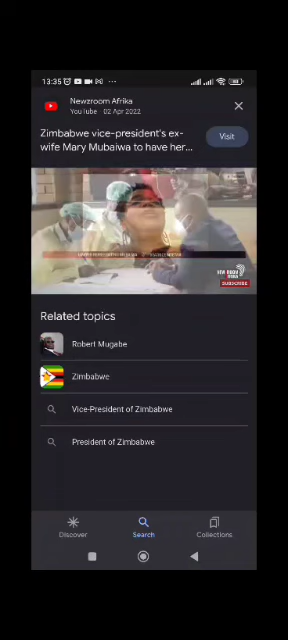 13:35
Newzroom Afrika
YouTube · 02 Apr 2022
Zimbabwe vice-president's ex-
wife Mary Mubaiwa to have her...
Visit
SUBSCRIBE
Related topics
Robert Mugabe
Zimbabwe
Vice-President of Zimbabwe
President of Zimbabwe
Discover
Search
Collections